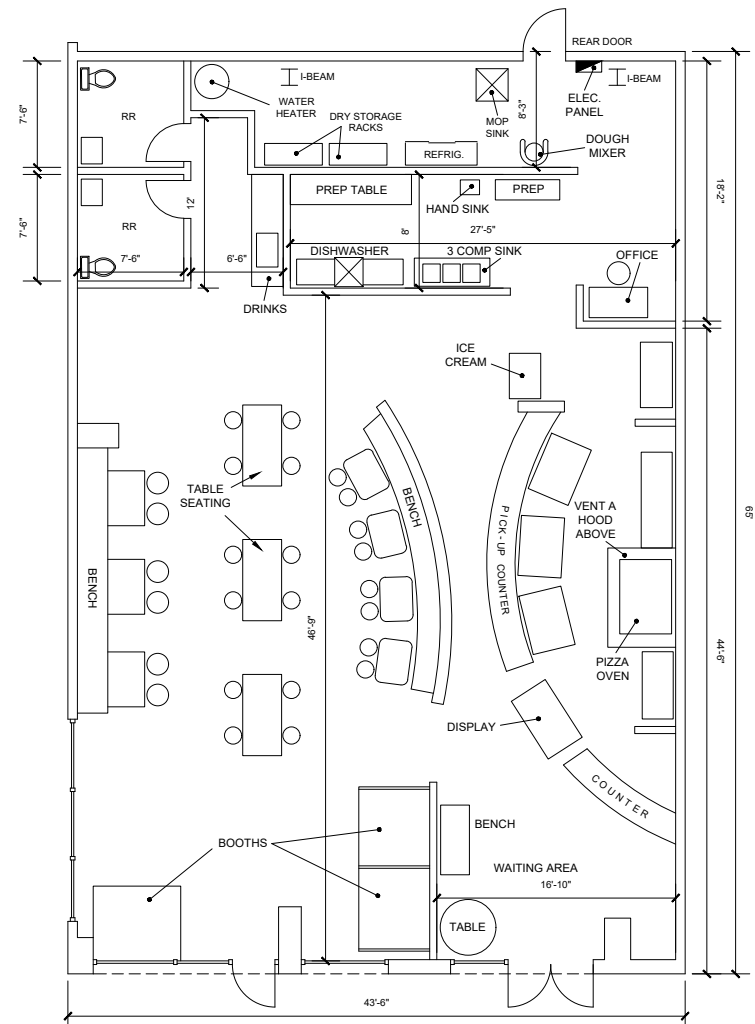 REAR DOOR
I-BEAM
I-BEAM
WATER
HEATER
ELEC.
PANEL
7'-6"
RR
DRY STORAGE
RACKS
MOP
SINK
8'-3"
REFRIG.
DOUGH
MIXER
PREP TABLE
HAND SINK
PREP
18'-2"
12'
7'-6"
RR
8'
27'-5"
7'-6"
6'-6"
DISHWASHER
3 COMP SINK
OFFICE
DRINKS
ICE
CREAM
TABLE
SEATING
BENCH
PICK-UP COUNTER
VENT A
HOOD
ABOVE
65'
BENCH
46'-9"
44'-6"
PIZZA
OVEN
DISPLAY
COUNTER
BENCH
BOOTHS
WAITING AREA
16'-10"
TABLE
43'-6"